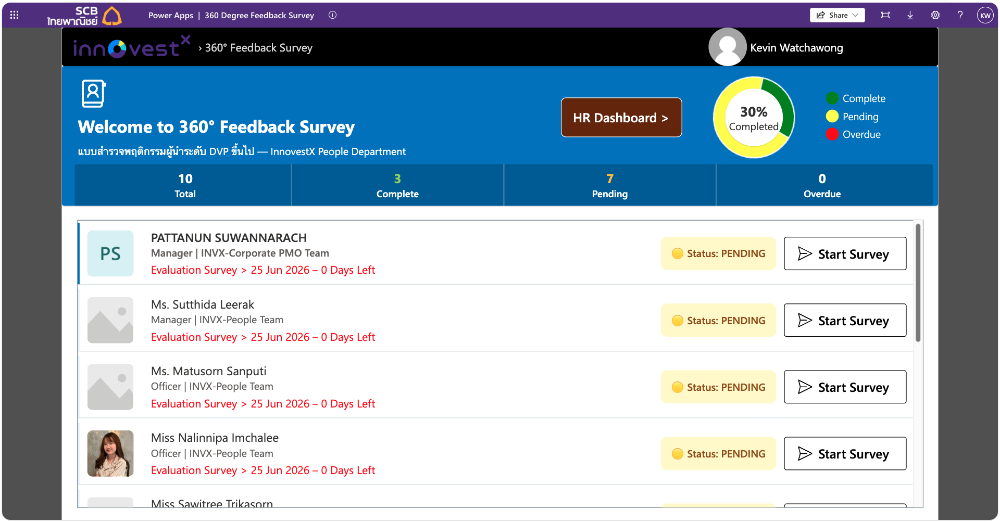 SCB
ไทยพาณิชย์
Power Apps | 360 Degree Feedback Survey
Share
KW
innovestX › 360° Feedback Survey
Kevin Watchawong
Welcome to 360° Feedback Survey
แบบสำรวจพฤติกรรมผู้นำระดับ DVP ขึ้นไป — InnovestX People Department
HR Dashboard >
30%
Completed
Complete
Pending
Overdue
10
Total
3
Complete
7
Pending
0
Overdue
PS
PATTANUN SUWANNARACH
Manager | INVX-Corporate PMO Team
Evaluation Survey > 25 Jun 2026 – 0 Days Left
Status: PENDING
Start Survey
Ms. Sutthida Leerak
Manager | INVX-People Team
Evaluation Survey > 25 Jun 2026 – 0 Days Left
Status: PENDING
Start Survey
Ms. Matusorn Sanputi
Officer | INVX-People Team
Evaluation Survey > 25 Jun 2026 – 0 Days Left
Status: PENDING
Start Survey
Miss Nalinnipa Imchalee
Officer | INVX-People Team
Evaluation Survey > 25 Jun 2026 – 0 Days Left
Status: PENDING
Start Survey
Miss Sawitree Trikasorn